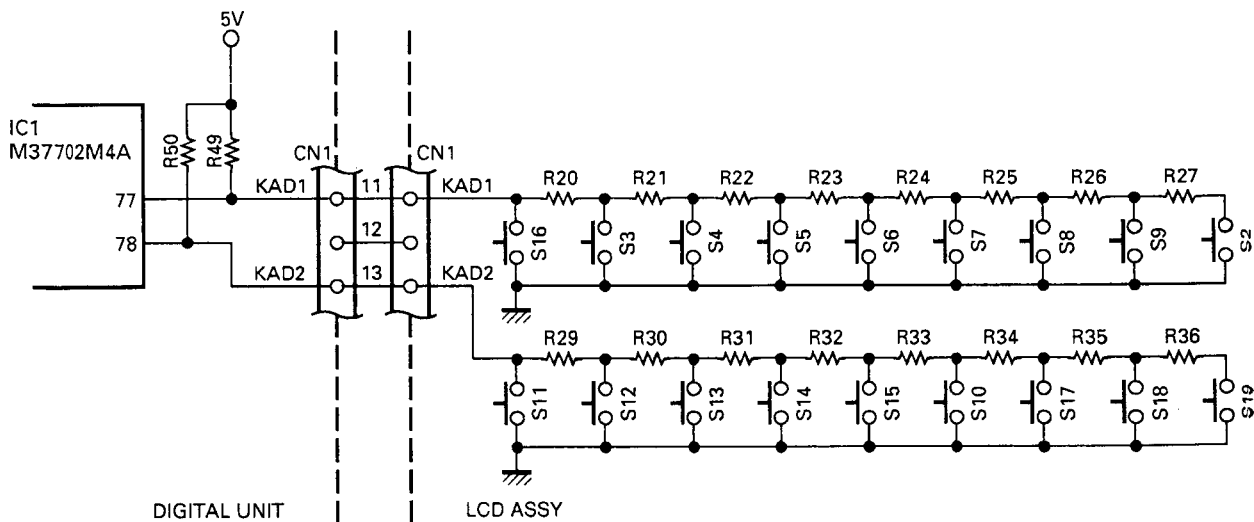 5V
IC1
M37702M4A
R50
R49
CN1
CN1
77
KAD1
11
KAD1
R20
R21
R22
R23
R24
R25
R26
R27
78
12
S16
S3
S4
S5
S6
S7
S8
S9
S2
KAD2
13
KAD2
R29
R30
R31
R32
R33
R34
R35
R36
S11
S12
S13
S14
S15
S10
S17
S18
S19
DIGITAL UNIT
LCD ASSY